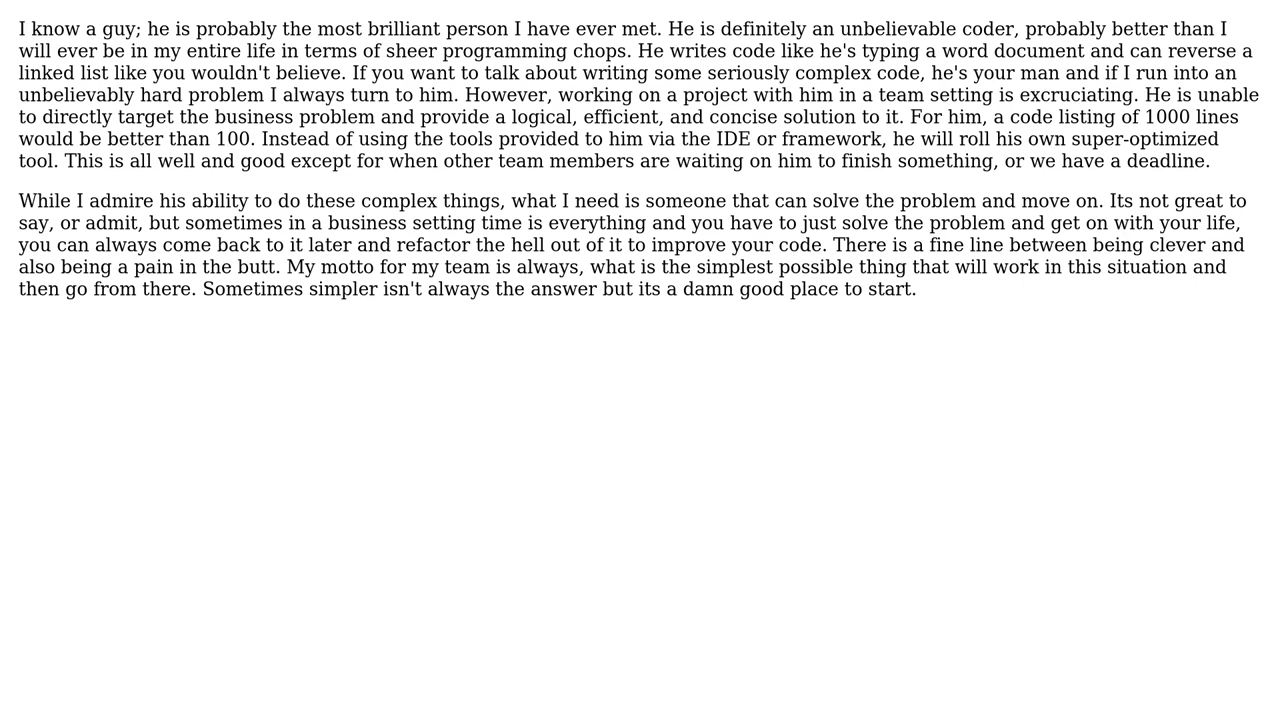 I know a guy; he is probably the most brilliant person I have ever met. He is definitely an unbelievable coder, probably better than I
will ever be in my entire life in terms of sheer programming chops. He writes code like he's typing a word document and can reverse a
linked list like you wouldn't believe. If you want to talk about writing some seriously complex code, he's your man and if I run into an
unbelievably hard problem I always turn to him. However, working on a project with him in a team setting is excruciating. He is unable
to directly target the business problem and provide a logical, efficient, and concise solution to it. For him, a code listing of 1000 lines
would be better than 100. Instead of using the tools provided to him via the IDE or framework, he will roll his own super-optimized
tool. This is all well and good except for when other team members are waiting on him to finish something, or we have a deadline.
While I admire his ability to do these complex things, what I need is someone that can solve the problem and move on. Its not great to
say, or admit, but sometimes in a business setting time is everything and you have to just solve the problem and get on with your life,
you can always come back to it later and refactor the hell out of it to improve your code. There is a fine line between being clever and
also being a pain in the butt. My motto for my team is always, what is the simplest possible thing that will work in this situation and
then go from there. Sometimes simpler isn't always the answer but its a damn good place to start.